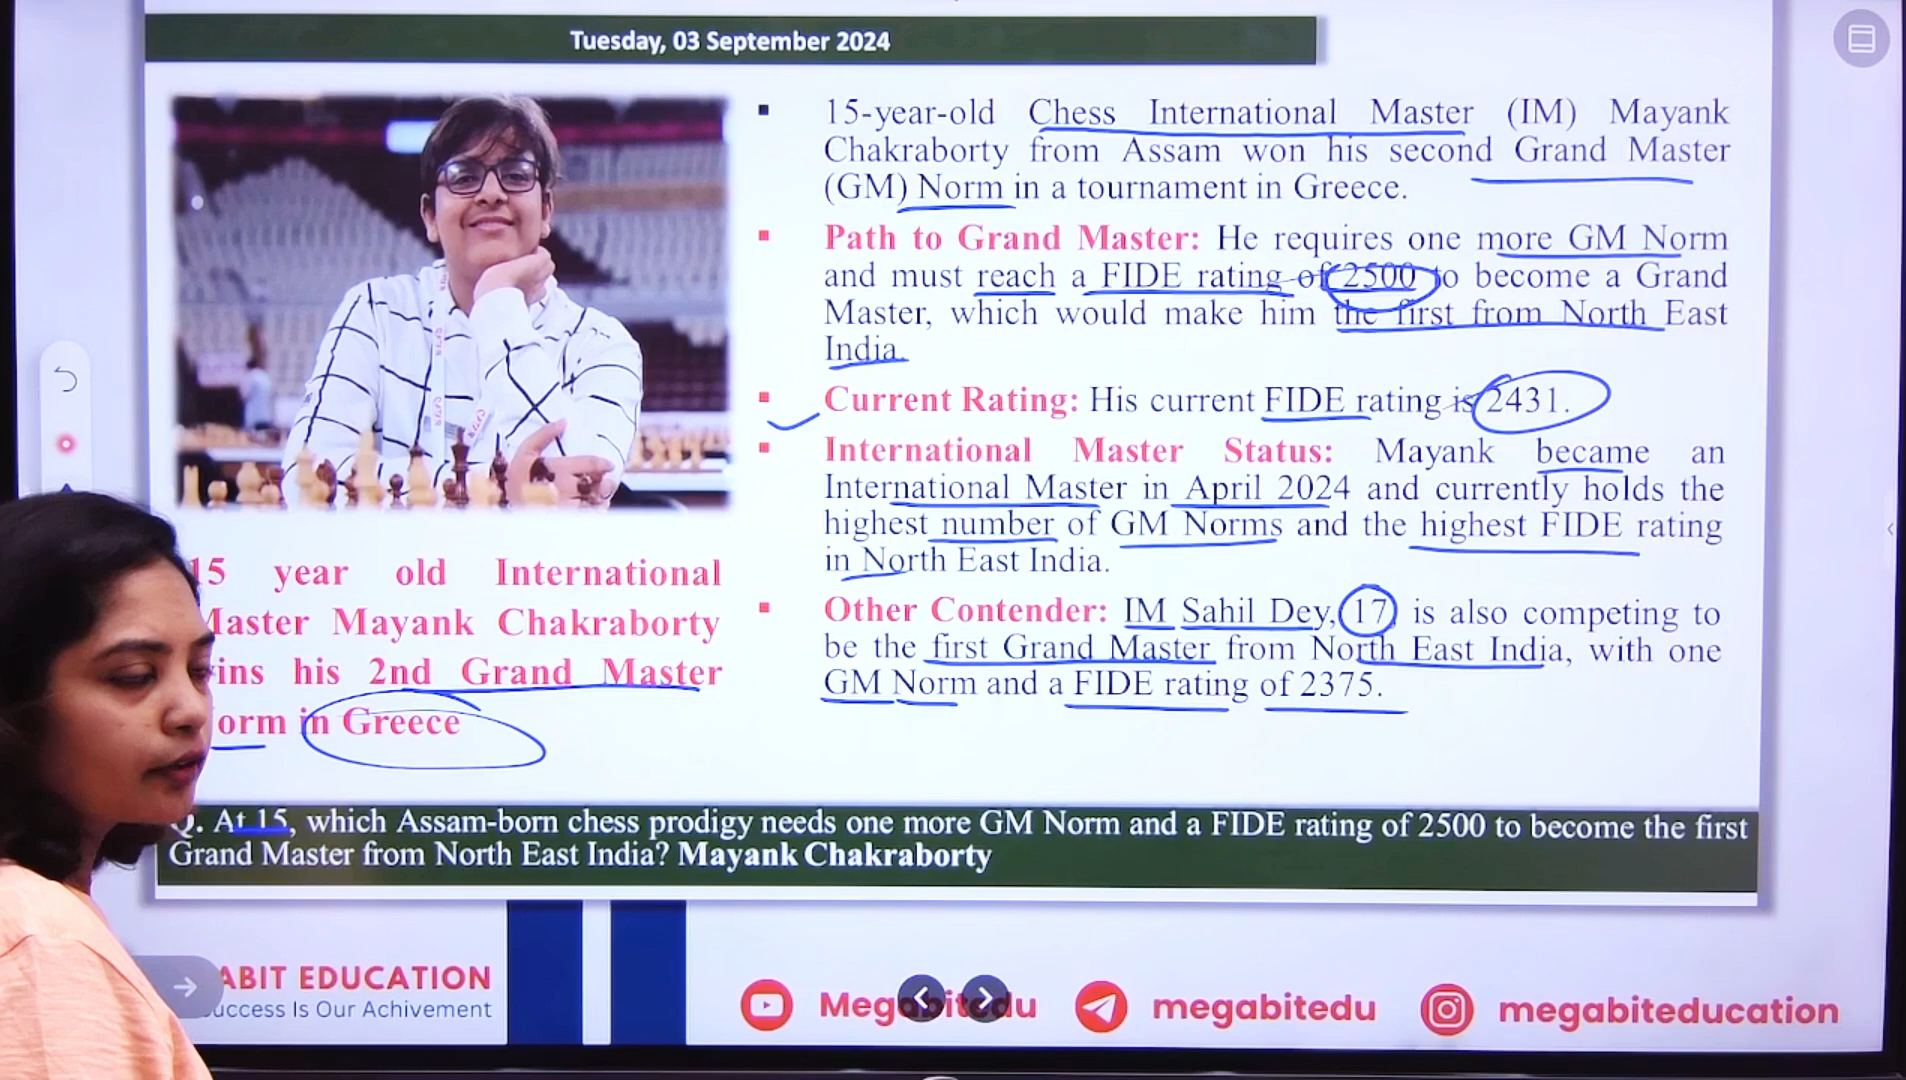 Tuesday, 03 September 2024
15-year-old Chess International Master (IM) Mayank
Chakraborty from Assam won his second Grand Master
(GM) Norm in a tournament in Greece.
Path to Grand Master: He requires one more GM Norm
and must reach a FIDE rating of 2500 to become a Grand
Master, which would make him the first from North East
India.
Current Rating: His current FIDE rating is 2431.
International Master Status: Mayank became an
International Master in April 2024 and currently holds the
highest number of GM Norms and the highest FIDE rating
in North East India.
Other Contender: IM Sahil Dey, 17 is also competing to
be the first Grand Master from North East India, with one
GM Norm and a FIDE rating of 2375.
15 year old International
Master Mayank Chakraborty
wins his 2nd Grand Master
Norm in Greece
Q. At 15, which Assam-born chess prodigy needs one more GM Norm and a FIDE rating of 2500 to become the first
Grand Master from North East India? Mayank Chakraborty
ABIT EDUCATION
uccess Is Our Achivement
Megabitedu
megabitedu
megabiteducation